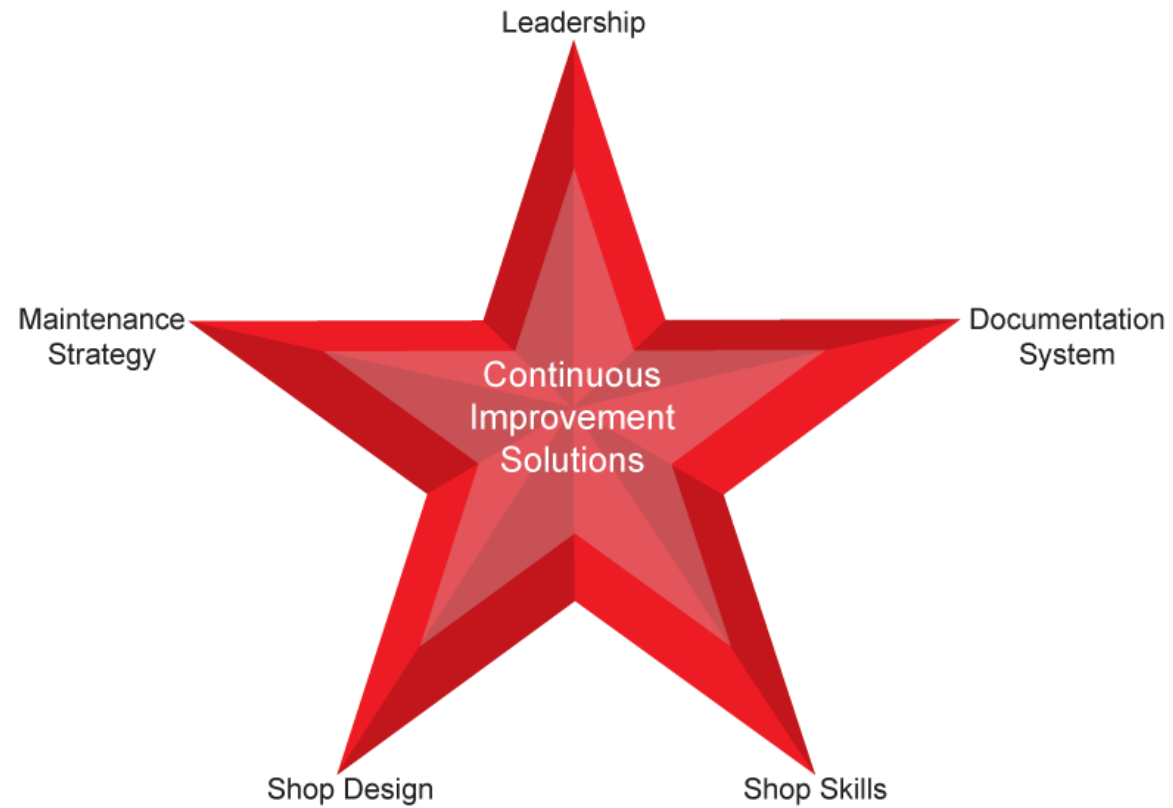 Leadership
Maintenance
Strategy
Documentation
System
Continuous
Improvement
Solutions
Shop Design
Shop Skills